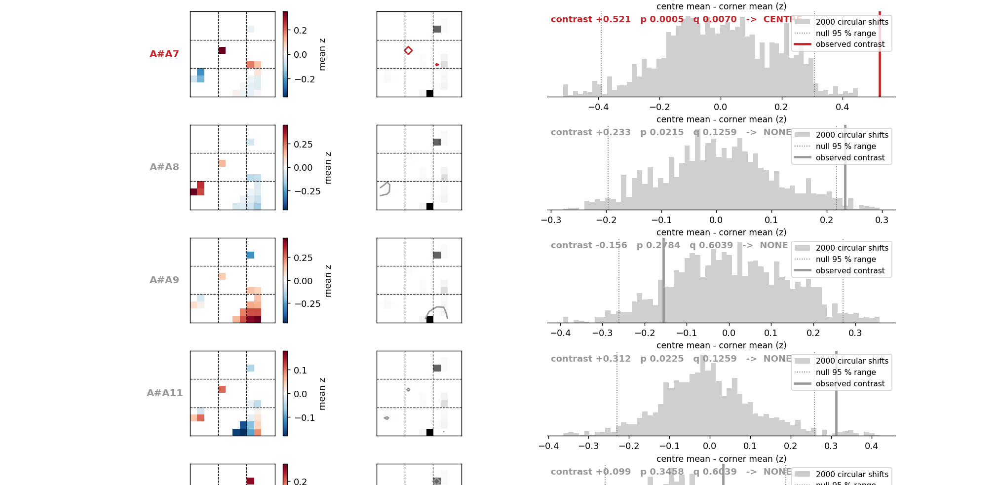 centre mean - corner mean (z)
A#A7
0.2
0.0
−0.2
mean z
contrast +0.521 p 0.0005 q 0.0070 -> CENTRE
2000 circular shifts
null 95 % range
observed contrast
−0.4 −0.2 0.0 0.2 0.4
centre mean - corner mean (z)
A#A8
0.25
0.00
−0.25
mean z
contrast +0.233 p 0.0215 q 0.1259 -> NONE
2000 circular shifts
null 95 % range
observed contrast
−0.3 −0.2 −0.1 0.0 0.1 0.2 0.3
centre mean - corner mean (z)
A#A9
0.25
0.00
−0.25
mean z
contrast -0.156 p 0.2784 q 0.6039 -> NONE
2000 circular shifts
null 95 % range
observed contrast
−0.4 −0.3 −0.2 −0.1 0.0 0.1 0.2 0.3
centre mean - corner mean (z)
A#A11
0.1
0.0
−0.1
mean z
contrast +0.312 p 0.0225 q 0.1259 -> NONE
2000 circular shifts
null 95 % range
observed contrast
−0.4 −0.3 −0.2 −0.1 0.0 0.1 0.2 0.3 0.4
centre mean - corner mean (z)
0.2
contrast +0.099 p 0.3458 q 0.6039 -> NONE
2000 circular shifts
null 95 % range